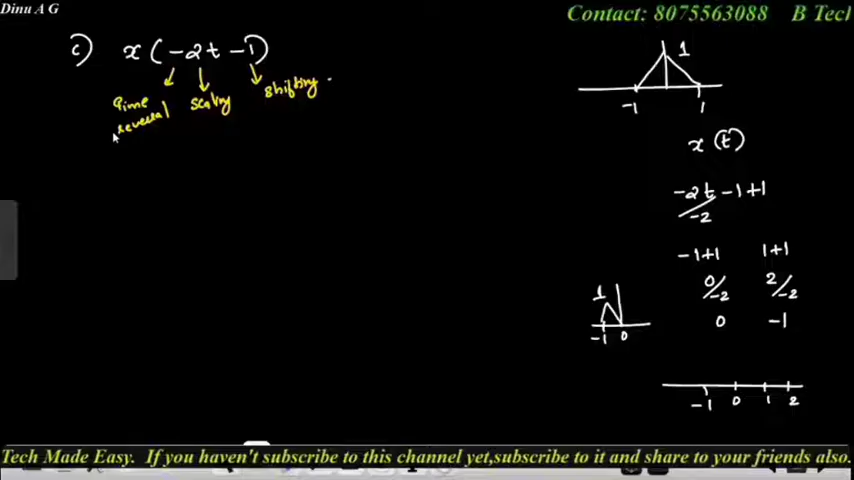 Dinu A G
Contact: 8075563088 B Tecl
c) x(-2t-1)
time reversal
scaling
shifting
1
-1 1
x(t)
-2t-1+1
/-2
-1+1 1+1
0/-2 2/-2
0 -1
1
-1 0
-1 0 1 2
Tech Made Easy. If you haven't subscribe to this channel yet,subscribe to it and share to your friends also.